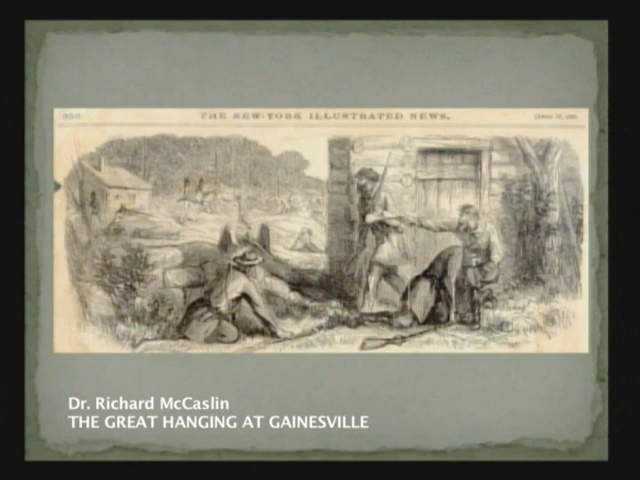 THE NEW-YORK ILLUSTRATED NEWS.
Dr. Richard McCaslin
THE GREAT HANGING AT GAINESVILLE